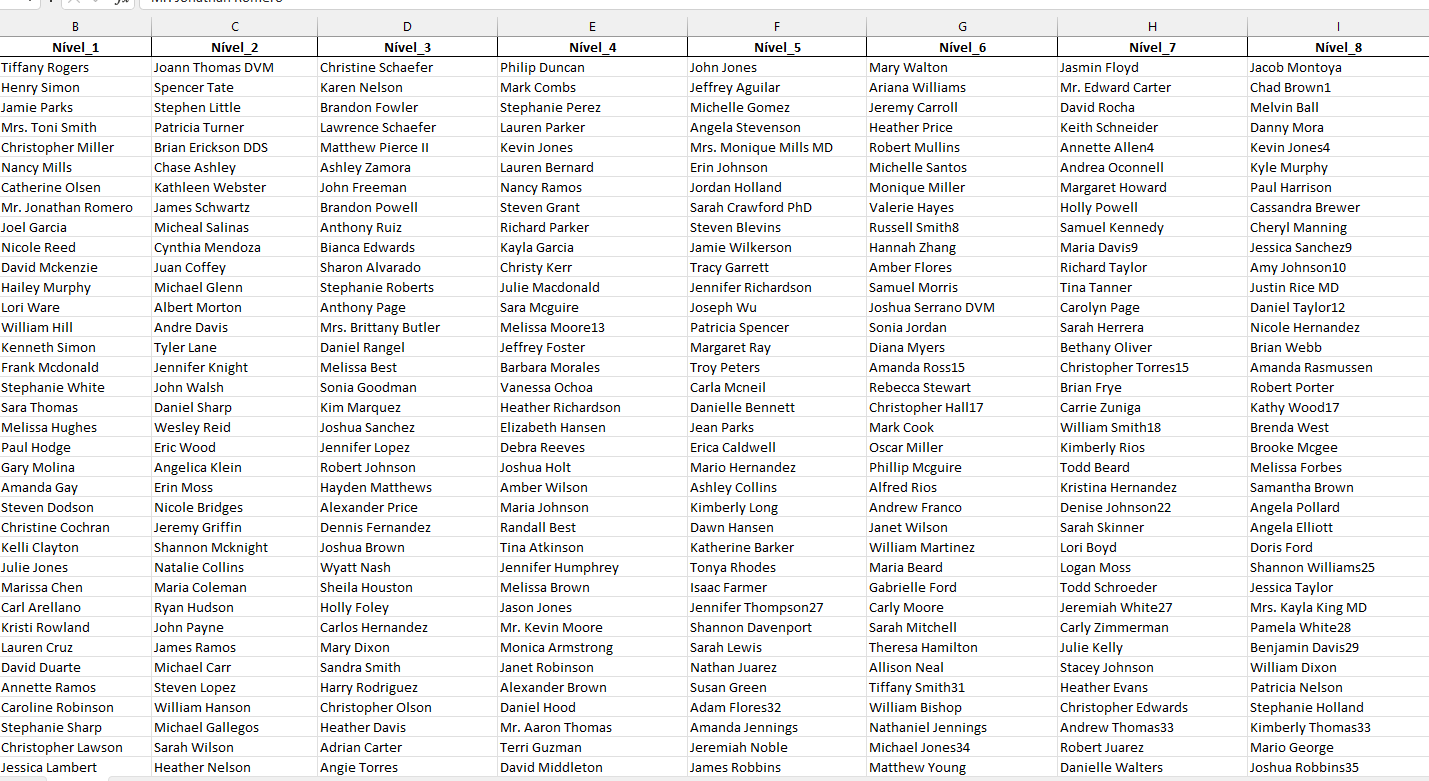 Mr. Jonathan Romero
B C D E F G H I
Nível_1 Nível_2 Nível_3 Nível_4 Nível_5 Nível_6 Nível_7 Nível_8
Tiffany Rogers Joann Thomas DVM Christine Schaefer Philip Duncan John Jones Mary Walton Jasmin Floyd Jacob Montoya
Henry Simon Spencer Tate Karen Nelson Mark Combs Jeffrey Aguilar Ariana Williams Mr. Edward Carter Chad Brown1
Jamie Parks Stephen Little Brandon Fowler Stephanie Perez Michelle Gomez Jeremy Carroll David Rocha Melvin Ball
Mrs. Toni Smith Patricia Turner Lawrence Schaefer Lauren Parker Angela Stevenson Heather Price Keith Schneider Danny Mora
Christopher Miller Brian Erickson DDS Matthew Pierce II Kevin Jones Mrs. Monique Mills MD Robert Mullins Annette Allen4 Kevin Jones4
Nancy Mills Chase Ashley Ashley Zamora Lauren Bernard Erin Johnson Michelle Santos Andrea Oconnell Kyle Murphy
Catherine Olsen Kathleen Webster John Freeman Nancy Ramos Jordan Holland Monique Miller Margaret Howard Paul Harrison
Mr. Jonathan Romero James Schwartz Brandon Powell Steven Grant Sarah Crawford PhD Valerie Hayes Holly Powell Cassandra Brewer
Joel Garcia Micheal Salinas Anthony Ruiz Richard Parker Steven Blevins Russell Smith8 Samuel Kennedy Cheryl Manning
Nicole Reed Cynthia Mendoza Bianca Edwards Kayla Garcia Jamie Wilkerson Hannah Zhang Maria Davis9 Jessica Sanchez9
David Mckenzie Juan Coffey Sharon Alvarado Christy Kerr Tracy Garrett Amber Flores Richard Taylor Amy Johnson10
Hailey Murphy Michael Glenn Stephanie Roberts Julie Macdonald Jennifer Richardson Samuel Morris Tina Tanner Justin Rice MD
Lori Ware Albert Morton Anthony Page Sara Mcguire Joseph Wu Joshua Serrano DVM Carolyn Page Daniel Taylor12
William Hill Andre Davis Mrs. Brittany Butler Melissa Moore13 Patricia Spencer Sonia Jordan Sarah Herrera Nicole Hernandez
Kenneth Simon Tyler Lane Daniel Rangel Jeffrey Foster Margaret Ray Diana Myers Bethany Oliver Brian Webb
Frank Mcdonald Jennifer Knight Melissa Best Barbara Morales Troy Peters Amanda Ross15 Christopher Torres15 Amanda Rasmussen
Stephanie White John Walsh Sonia Goodman Vanessa Ochoa Carla Mcneil Rebecca Stewart Brian Frye Robert Porter
Sara Thomas Daniel Sharp Kim Marquez Heather Richardson Danielle Bennett Christopher Hall17 Carrie Zuniga Kathy Wood17
Melissa Hughes Wesley Reid Joshua Sanchez Elizabeth Hansen Jean Parks Mark Cook William Smith18 Brenda West
Paul Hodge Eric Wood Jennifer Lopez Debra Reeves Erica Caldwell Oscar Miller Kimberly Rios Brooke Mcgee
Gary Molina Angelica Klein Robert Johnson Joshua Holt Mario Hernandez Phillip Mcguire Todd Beard Melissa Forbes
Amanda Gay Erin Moss Hayden Matthews Amber Wilson Ashley Collins Alfred Rios Kristina Hernandez Samantha Brown
Steven Dodson Nicole Bridges Alexander Price Maria Johnson Kimberly Long Andrew Franco Denise Johnson22 Angela Pollard
Christine Cochran Jeremy Griffin Dennis Fernandez Randall Best Dawn Hansen Janet Wilson Sarah Skinner Angela Elliott
Kelli Clayton Shannon Mcknight Joshua Brown Tina Atkinson Katherine Barker William Martinez Lori Boyd Doris Ford
Julie Jones Natalie Collins Wyatt Nash Jennifer Humphrey Tonya Rhodes Maria Beard Logan Moss Shannon Williams25
Marissa Chen Maria Coleman Sheila Houston Melissa Brown Isaac Farmer Gabrielle Ford Todd Schroeder Jessica Taylor
Carl Arellano Ryan Hudson Holly Foley Jason Jones Jennifer Thompson27 Carly Moore Jeremiah White27 Mrs. Kayla King MD
Kristi Rowland John Payne Carlos Hernandez Mr. Kevin Moore Shannon Davenport Sarah Mitchell Carly Zimmerman Pamela White28
Lauren Cruz James Ramos Mary Dixon Monica Armstrong Sarah Lewis Theresa Hamilton Julie Kelly Benjamin Davis29
David Duarte Michael Carr Sandra Smith Janet Robinson Nathan Juarez Allison Neal Stacey Johnson William Dixon
Annette Ramos Steven Lopez Harry Rodriguez Alexander Brown Susan Green Tiffany Smith31 Heather Evans Patricia Nelson
Caroline Robinson William Hanson Christopher Olson Daniel Hood Adam Flores32 William Bishop Christopher Edwards Stephanie Holland
Stephanie Sharp Michael Gallegos Heather Davis Mr. Aaron Thomas Amanda Jennings Nathaniel Jennings Andrew Thomas33 Kimberly Thomas33
Christopher Lawson Sarah Wilson Adrian Carter Terri Guzman Jeremiah Noble Michael Jones34 Robert Juarez Mario George
Jessica Lambert Heather Nelson Angie Torres David Middleton James Robbins Matthew Young Danielle Walters Joshua Robbins35